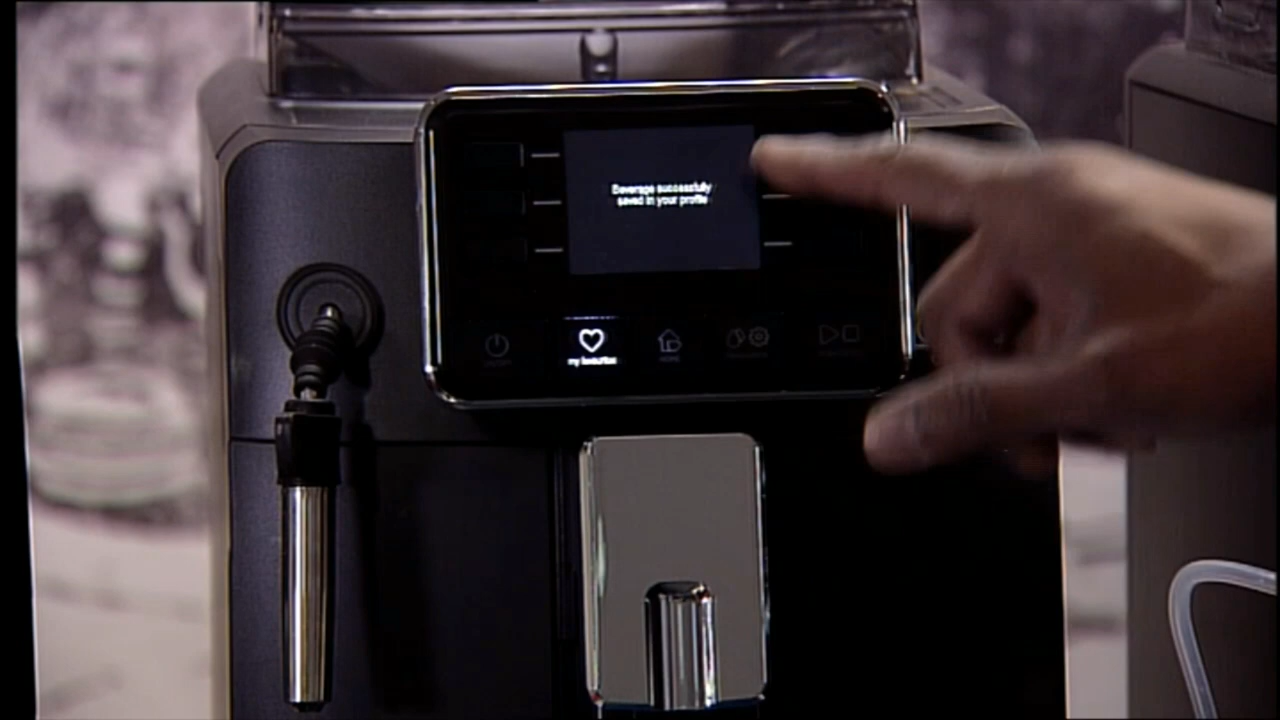 Beverage successfully
saved in your profile
my favourites